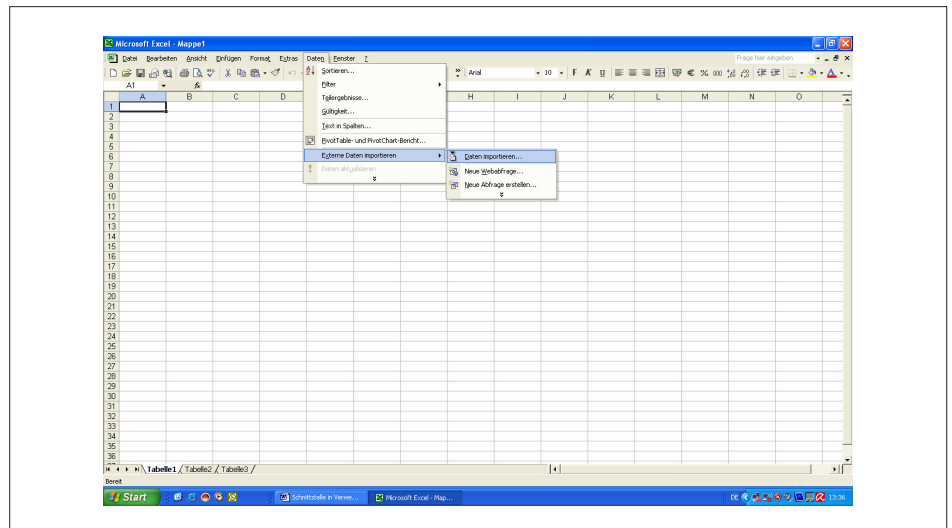 Microsoft Excel - Mappe1
Datei Bearbeiten Ansicht Einfügen Format Extras Daten Fenster ? Frage hier eingeben
Arial 10 F K U € % 000
A1 fx
Sortieren...
Filter
Teilergebnisse...
Gültigkeit...
Text in Spalten...
PivotTable- und PivotChart-Bericht...
Externe Daten importieren
Daten aktualisieren
Daten importieren...
Neue Webabfrage...
Neue Abfrage erstellen...
A B C D H I J K L M N O
1
2
3
4
5
6
7
8
9
10
11
12
13
14
15
16
17
18
19
20
21
22
23
24
25
26
27
28
29
30
31
32
33
34
35
36
Tabelle1 Tabelle2 Tabelle3
Bereit
Start Schnittstelle in Verwe... Microsoft Excel - Map... DE 13:36